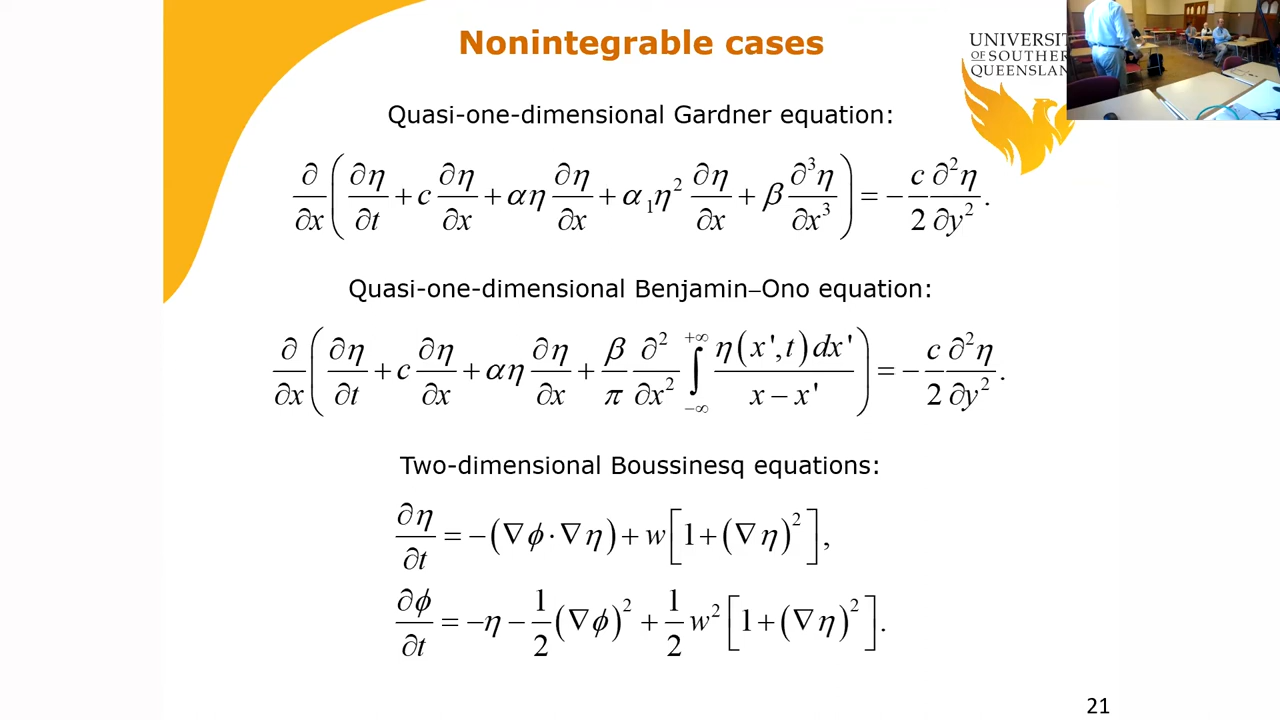 Nonintegrable cases
UNIVERSIT
OF SOUTHER
QUEENSLAN
Quasi-one-dimensional Gardner equation:
∂/∂x ( ∂η/∂t + c ∂η/∂x + αη ∂η/∂x + α₁η² ∂η/∂x + β ∂³η/∂x³ ) = − c/2 ∂²η/∂y² .
Quasi-one-dimensional Benjamin–Ono equation:
∂/∂x ( ∂η/∂t + c ∂η/∂x + αη ∂η/∂x + β/π ∂²/∂x² ∫_{−∞}^{+∞} η(x',t)dx' / x − x' ) = − c/2 ∂²η/∂y² .
Two-dimensional Boussinesq equations:
∂η/∂t = −(∇ϕ·∇η) + w[1+(∇η)²],
∂ϕ/∂t = −η − 1/2 (∇ϕ)² + 1/2 w² [1+(∇η)²].
21